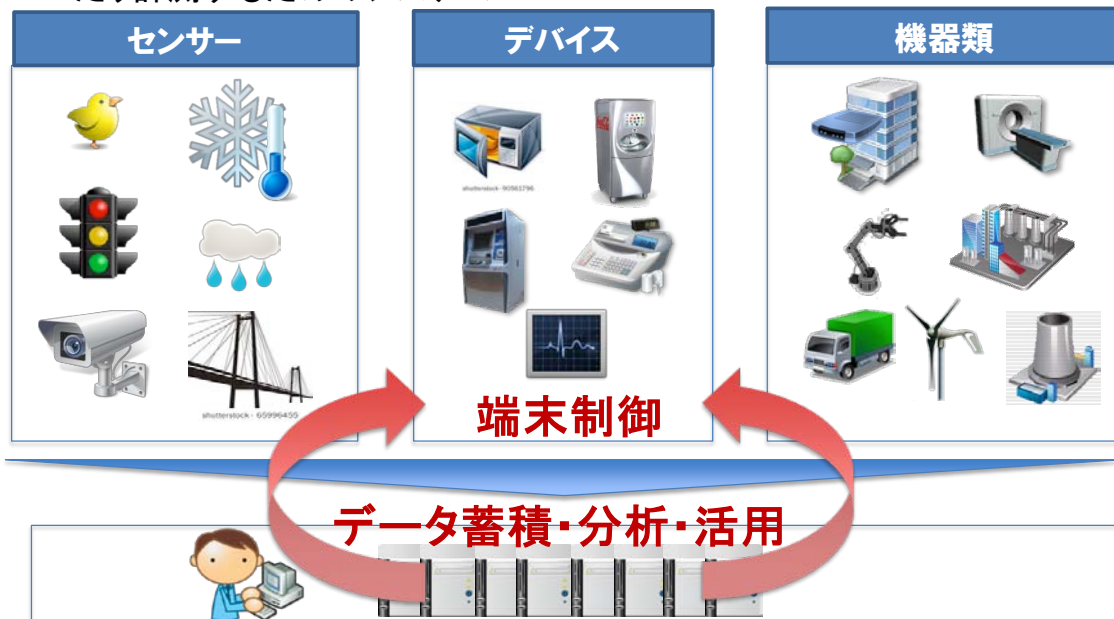 センサー
デバイス
機器類
shutterstock · 90561796
shutterstock · 65996455
端末制御
データ蓄積・分析・活用